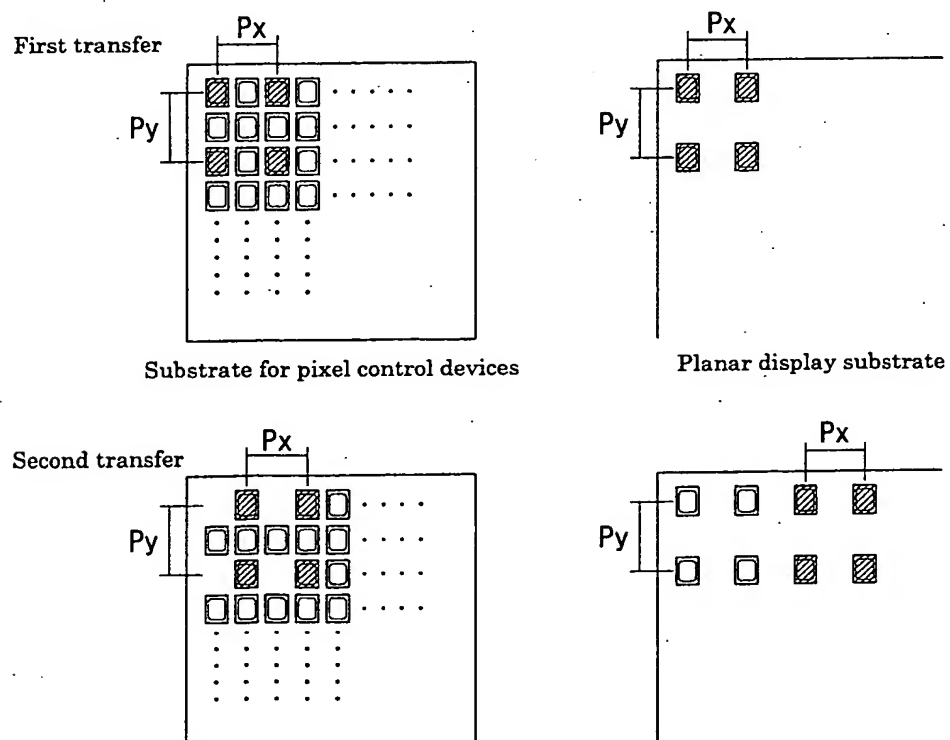 First transfer
Px
Px
Py
Py
Substrate for pixel control devices
Planar display substrate
Second transfer
Px
Px
Py
Py